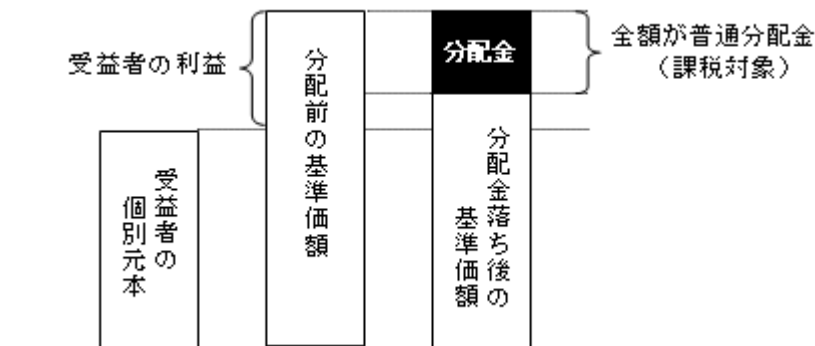 受益者の利益
分配前の基準価額
分配金
全額が普通分配金
（課税対象）
受益者の
個別元本
分配金落ち後の
基準価額